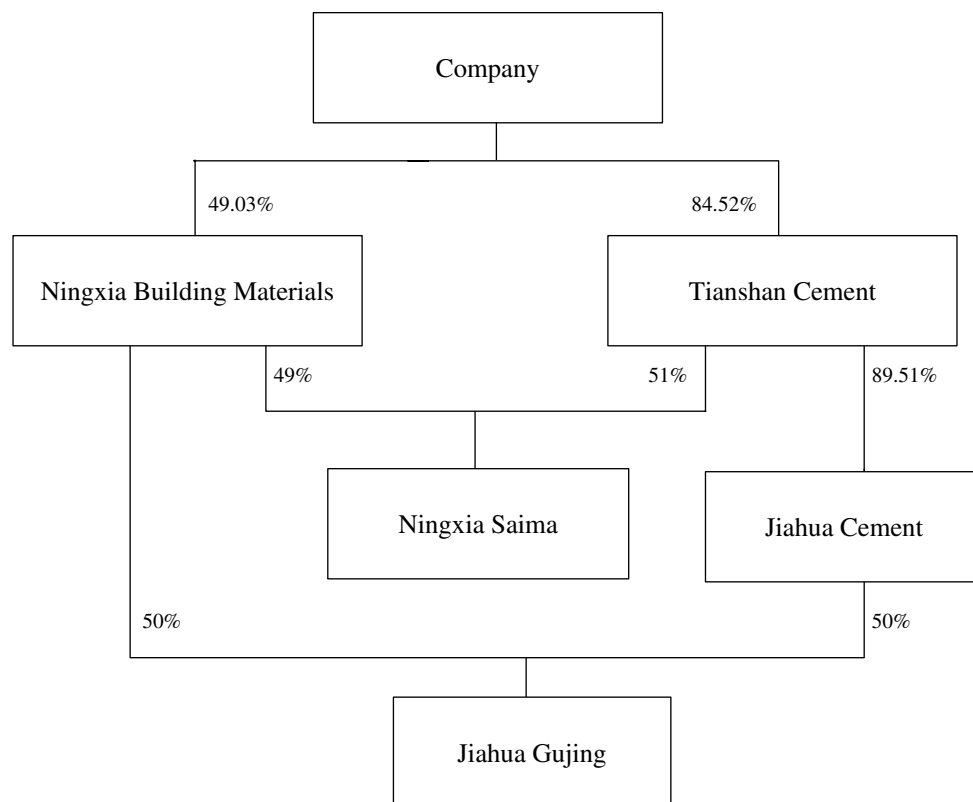 Company
49.03%
84.52%
Ningxia Building Materials
Tianshan Cement
49%
51%
89.51%
Ningxia Saima
Jiahua Cement
50%
50%
Jiahua Gujing